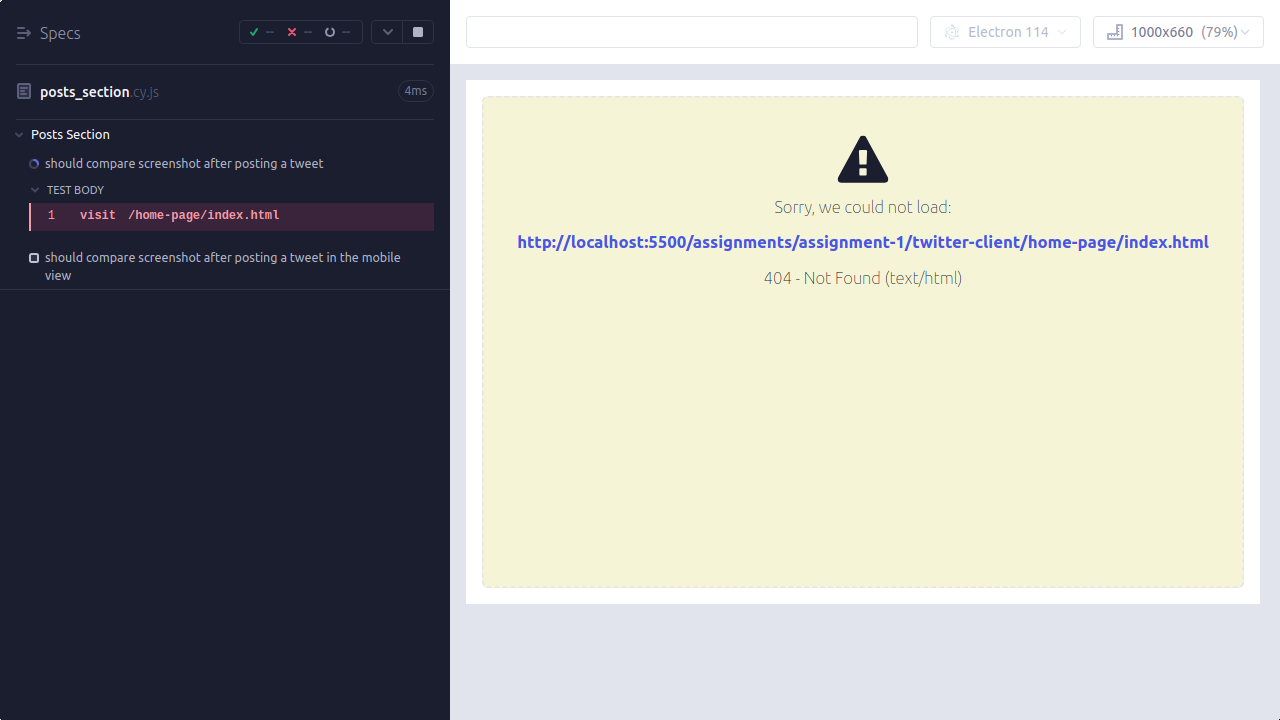 Specs
--
--
--
posts_section.cy.js
4ms
Posts Section
should compare screenshot after posting a tweet
TEST BODY
1 visit /home-page/index.html
should compare screenshot after posting a tweet in the mobile
view
Electron 114
1000x660 (79%)
Sorry, we could not load:
http://localhost:5500/assignments/assignment-1/twitter-client/home-page/index.html
404 - Not Found (text/html)